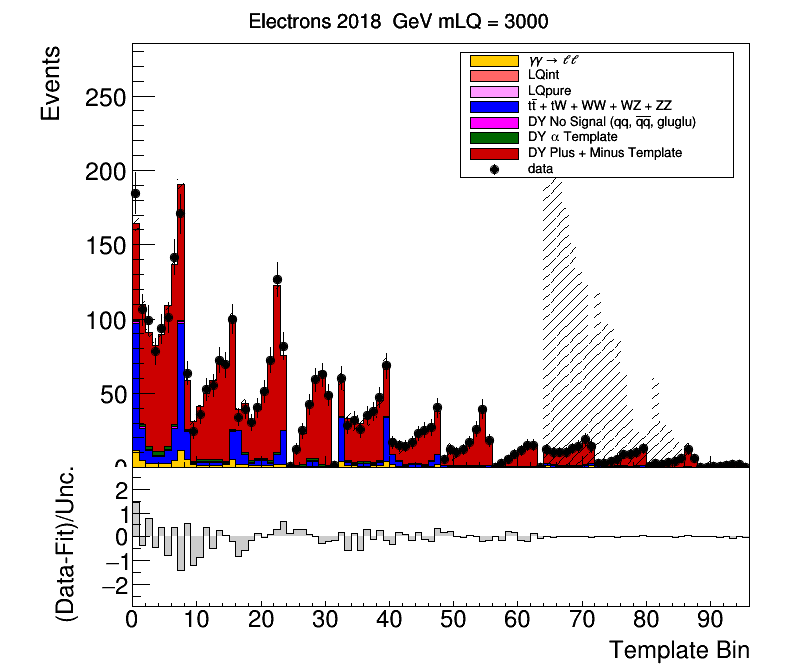 Electrons 2018 GeV mLQ = 3000
Events
250
200
150
100
50
0
γγ → ℓℓ
LQint
LQpure
tt̅ + tW + WW + WZ + ZZ
DY No Signal (qq, q̅q̅, gluglu)
DY α Template
DY Plus + Minus Template
data
(Data-Fit)/Unc.
2
1
0
−1
−2
0 10 20 30 40 50 60 70 80 90
Template Bin